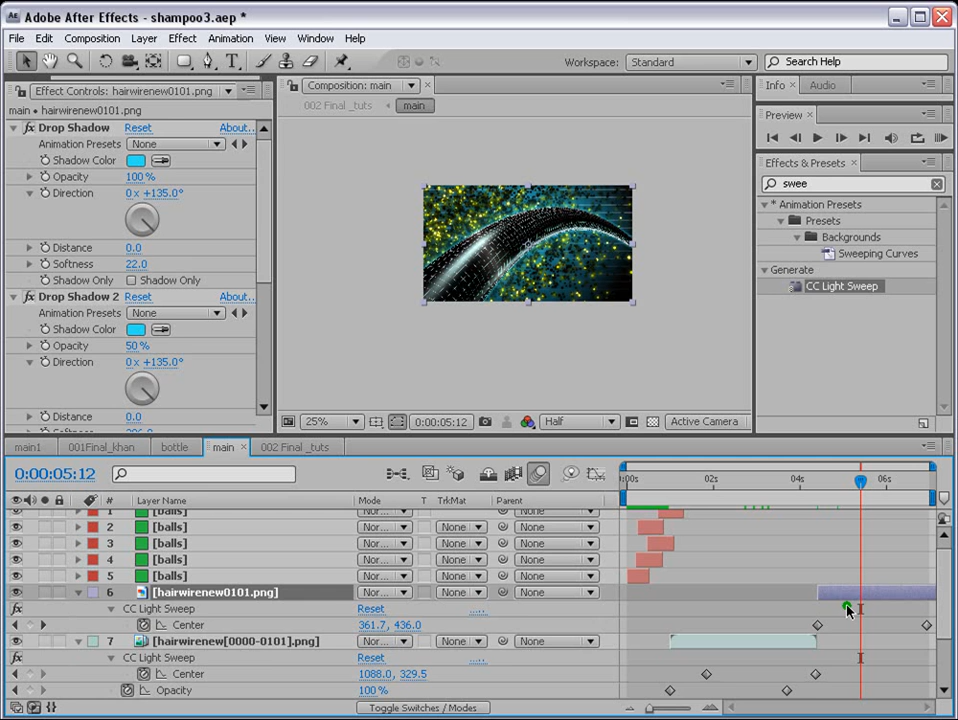 Adobe After Effects - shampoo3.aep *
File Edit Composition Layer Effect Animation View Window Help
Workspace: Standard Search Help
Effect Controls: hairwirenew0101.png
Composition: main
Info Audio
main • hairwirenew0101.png
002 Final _tuts main
Preview
Drop Shadow Reset About..
Animation Presets None
Shadow Color
Opacity 100 %
Direction 0 x +135.0°
Distance 0.0
Softness 22.0
Shadow Only Shadow Only
Drop Shadow 2 Reset About..
Animation Presets None
Shadow Color
Opacity 50 %
Direction 0 x +135.0°
Distance 0.0
Effects & Presets
swee
* Animation Presets
Presets
Backgrounds
Sweeping Curves
Generate
CC Light Sweep
25% 0:00:05:12 Half Active Camera
main1 001Final_khan bottle main 002 Final _tuts
0:00:05:12
:00s 02s 04s 06s
# Layer Name Mode T TrkMat Parent
1 [balls] Nor... None
2 [balls] Nor... None None
3 [balls] Nor... None None
4 [balls] Nor... None None
5 [balls] Nor... None None
6 [hairwirenew0101.png] Nor... None None
CC Light Sweep Reset .....
Center 361.7, 436.0
7 [hairwirenew[0000-0101].png] Nor... None None
CC Light Sweep Reset .....
Center 1088.0, 329.5
Opacity 100 %
Toggle Switches / Modes